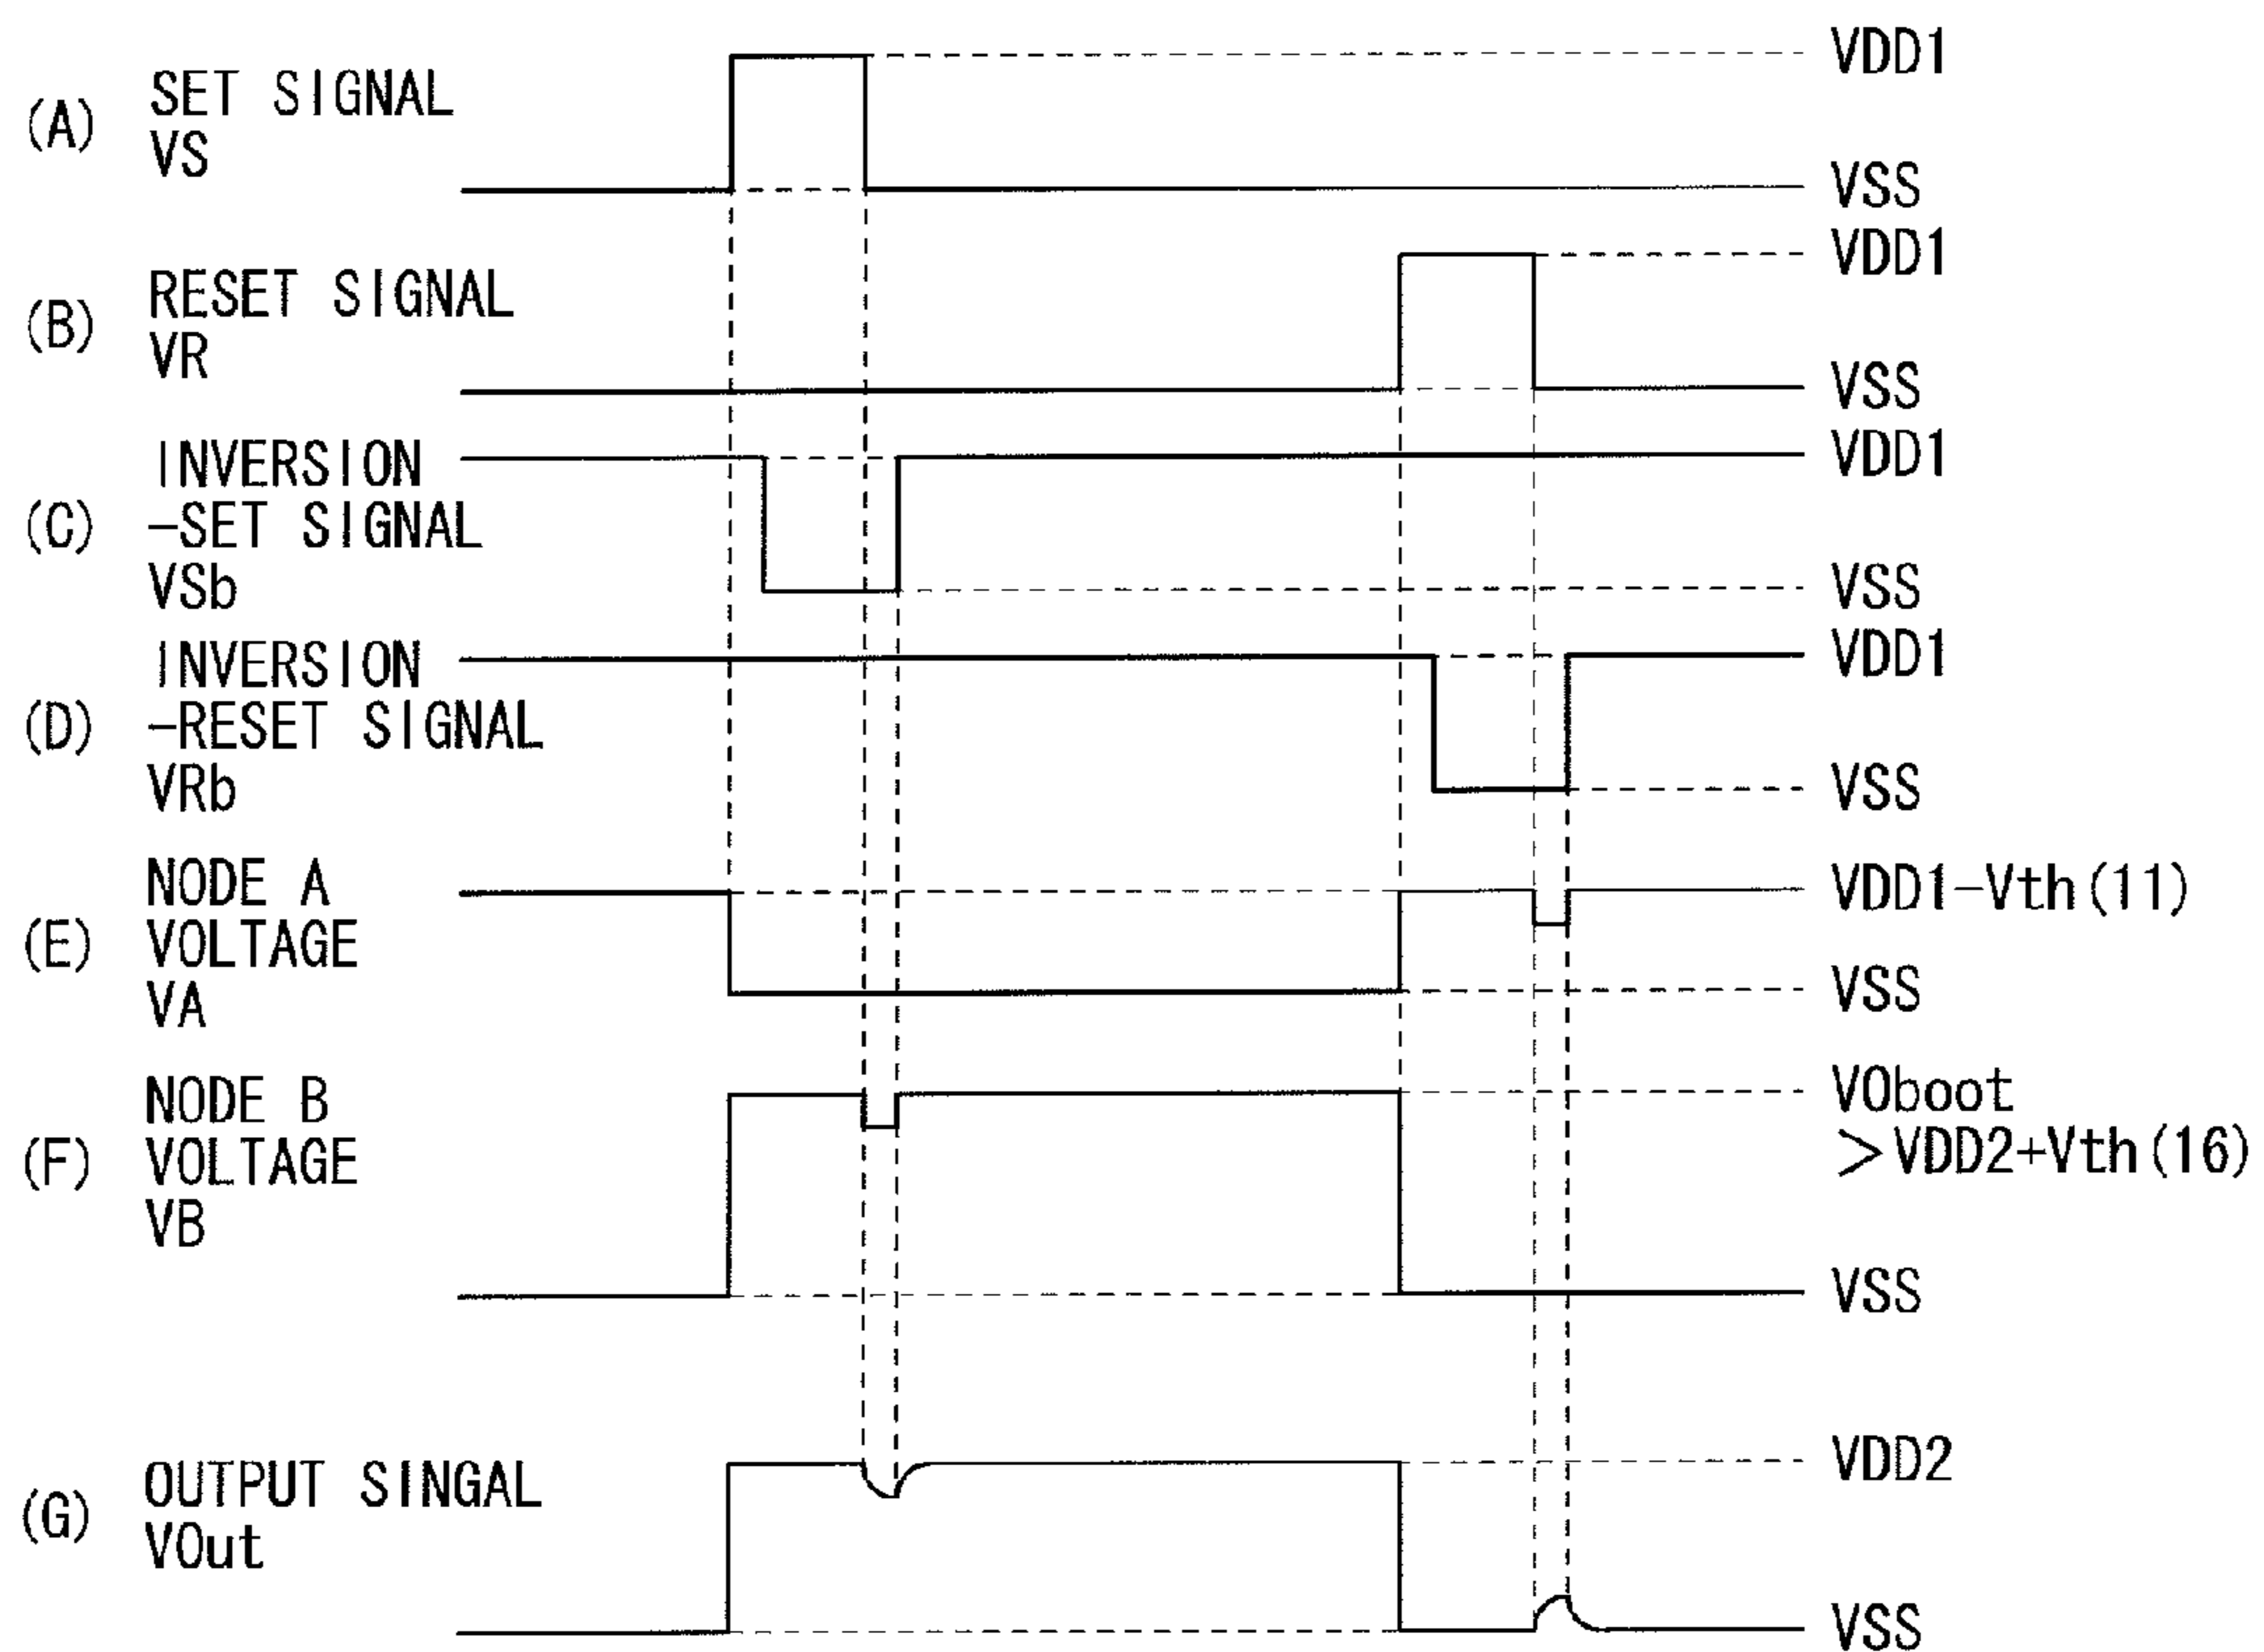 (A) SET SIGNAL
VS
VDD1
VSS
(B) RESET SIGNAL
VR
VDD1
VSS
(C) INVERSION
-SET SIGNAL
VSb
VDD1
VSS
(D) INVERSION
-RESET SIGNAL
VRb
VDD1
VSS
(E) NODE A
VOLTAGE
VA
VDD1-Vth(11)
VSS
(F) NODE B
VOLTAGE
VB
VOboot
>VDD2+Vth(16)
VSS
(G) OUTPUT SINGAL
VOut
VDD2
VSS